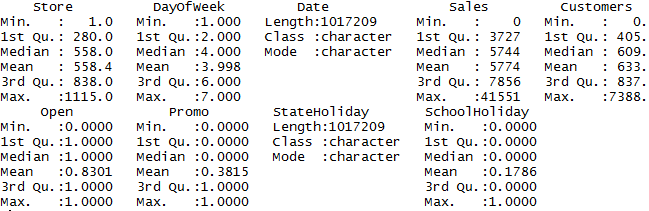 Store DayOfWeek Date Sales Customers
Min. : 1.0 Min. :1.000 Length:1017209 Min. : 0 Min. : 0.
1st Qu.: 280.0 1st Qu.:2.000 Class :character 1st Qu.: 3727 1st Qu.: 405.
Median : 558.0 Median :4.000 Mode :character Median : 5744 Median : 609.
Mean : 558.4 Mean :3.998 Mean : 5774 Mean : 633.
3rd Qu.: 838.0 3rd Qu.:6.000 3rd Qu.: 7856 3rd Qu.: 837.
Max. :1115.0 Max. :7.000 Max. :41551 Max. :7388.
Open Promo StateHoliday SchoolHoliday
Min. :0.0000 Min. :0.0000 Length:1017209 Min. :0.0000
1st Qu.:1.0000 1st Qu.:0.0000 Class :character 1st Qu.:0.0000
Median :1.0000 Median :0.0000 Mode :character Median :0.0000
Mean :0.8301 Mean :0.3815 Mean :0.1786
3rd Qu.:1.0000 3rd Qu.:1.0000 3rd Qu.:0.0000
Max. :1.0000 Max. :1.0000 Max. :1.0000